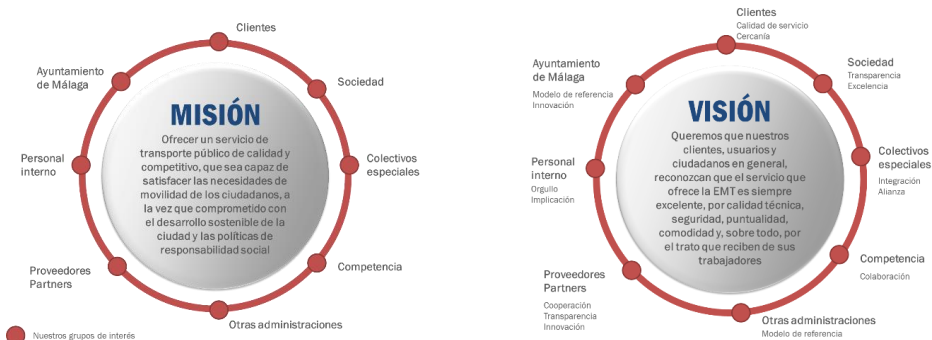 Clientes
Ayuntamiento
de Málaga
Sociedad
MISIÓN
Ofrecer un servicio de
transporte público de calidad y
competitivo, que sea capaz de
satisfacer las necesidades de
movilidad de los ciudadanos, a
la vez que comprometido con
el desarrollo sostenible de la
ciudad y las políticas de
responsabilidad social
Personal
interno
Colectivos
especiales
Proveedores
Partners
Competencia
Otras administraciones
Nuestros grupos de interés
Clientes
Calidad de servicio
Cercanía
Ayuntamiento
de Málaga
Modelo de referencia
Innovación
Sociedad
Transparencia
Excelencia
VISIÓN
Queremos que nuestros
clientes, usuarios y
ciudadanos en general,
reconozcan que el servicio que
ofrece la EMT es siempre
excelente, por calidad técnica,
seguridad, puntualidad,
comodidad y, sobre todo, por
el trato que reciben de sus
trabajadores
Personal
interno
Orgullo
Implicación
Colectivos
especiales
Integración
Alianza
Proveedores
Partners
Cooperación
Transparencia
Innovación
Competencia
Colaboración
Otras administraciones
Modelo de referencia